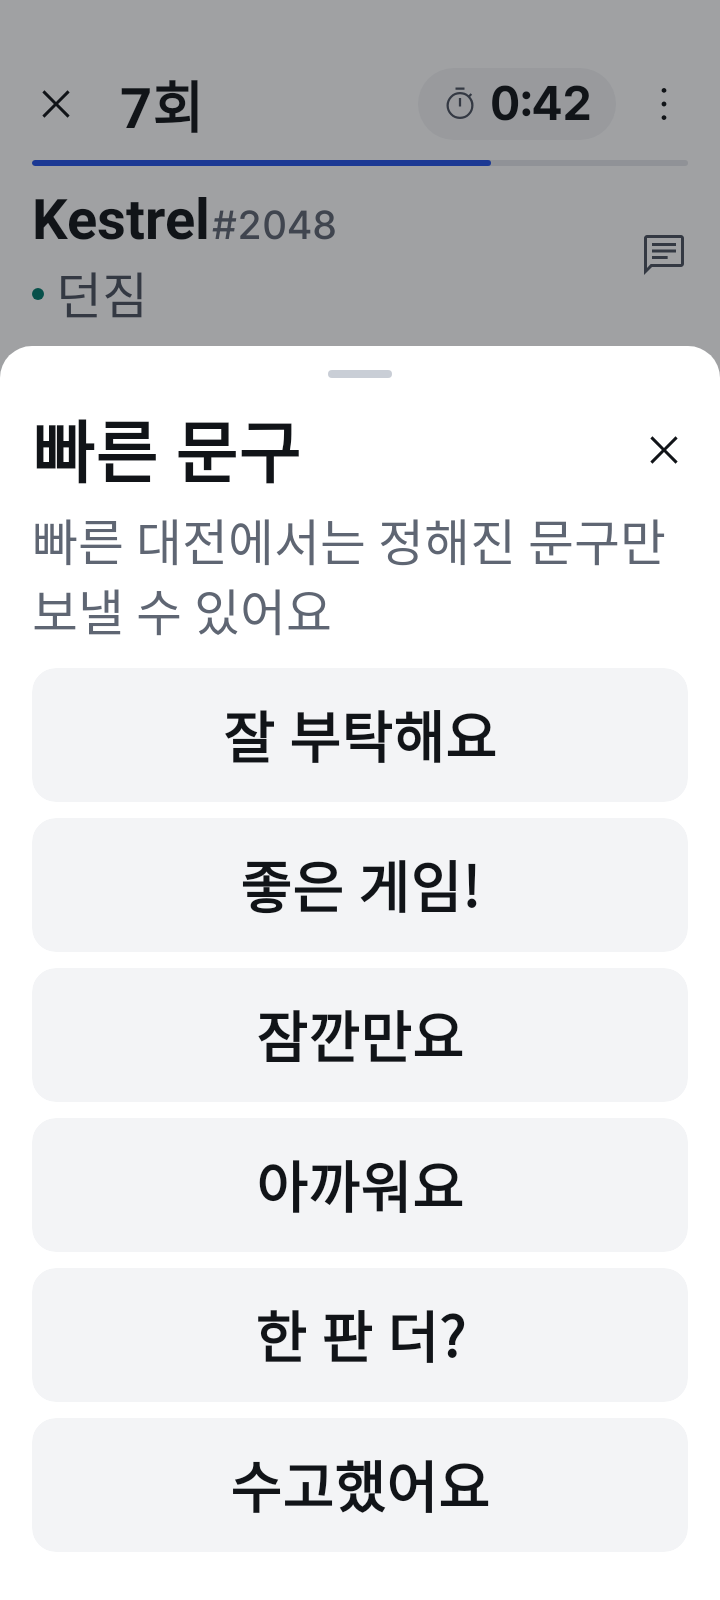 7회
0:42
Kestrel#2048
던짐
빠른 문구
빠른 대전에서는 정해진 문구만
보낼 수 있어요
잘 부탁해요
좋은 게임!
잠깐만요
아까워요
한 판 더?
수고했어요